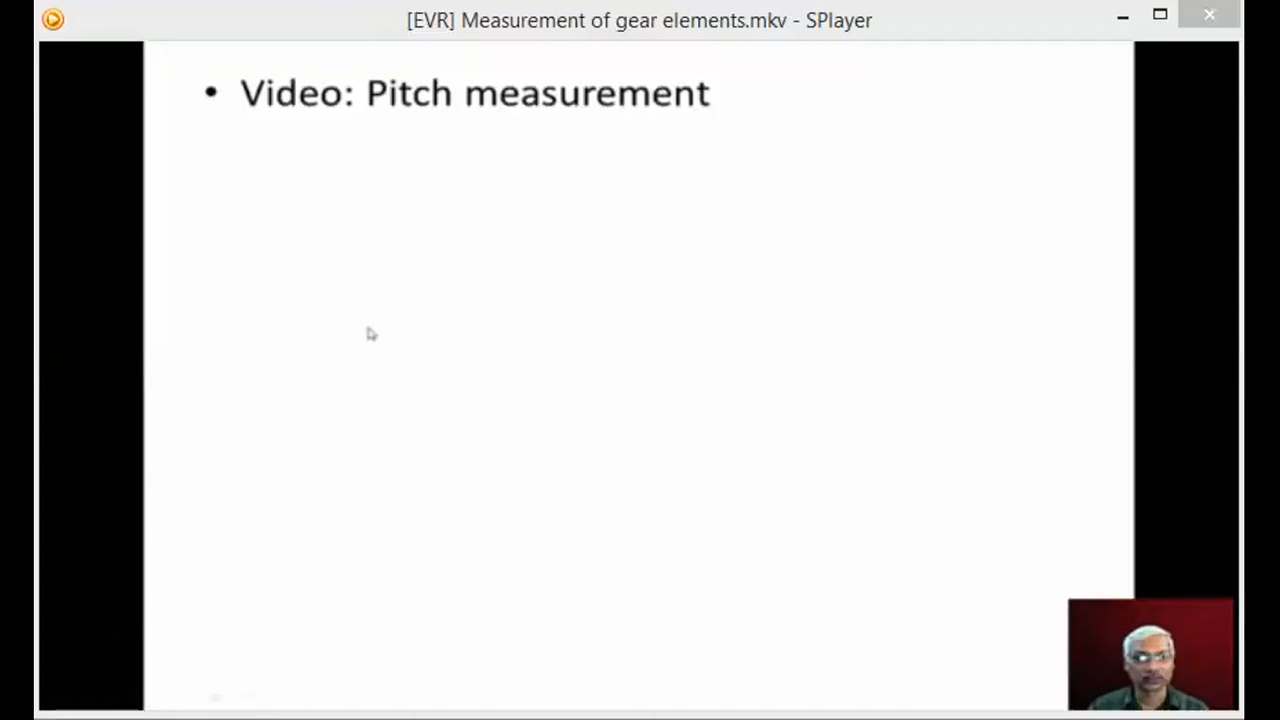 [EVR] Measurement of gear elements.mkv - SPlayer
• Video: Pitch measurement